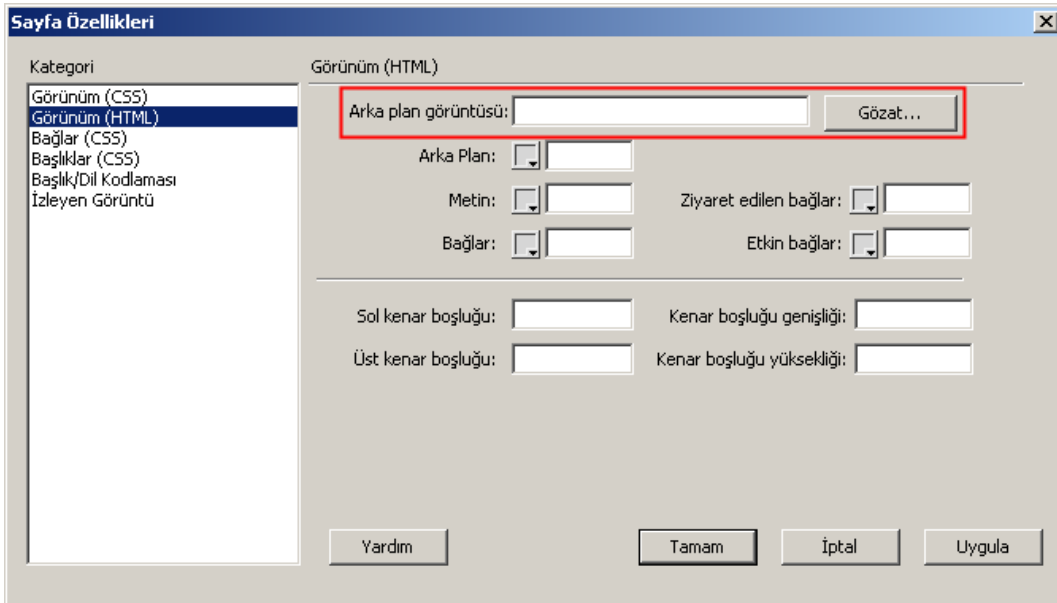 Sayfa Özellikleri
Kategori
Görünüm (CSS)
Görünüm (HTML)
Bağlar (CSS)
Başlıklar (CSS)
Başlık/Dil Kodlaması
İzleyen Görüntü
Görünüm (HTML)
Arka plan görüntüsü: Gözat...
Arka Plan:
Metin: Ziyaret edilen bağlar:
Bağlar: Etkin bağlar:
Sol kenar boşluğu: Kenar boşluğu genişliği:
Üst kenar boşluğu: Kenar boşluğu yüksekliği:
Yardım Tamam İptal Uygula